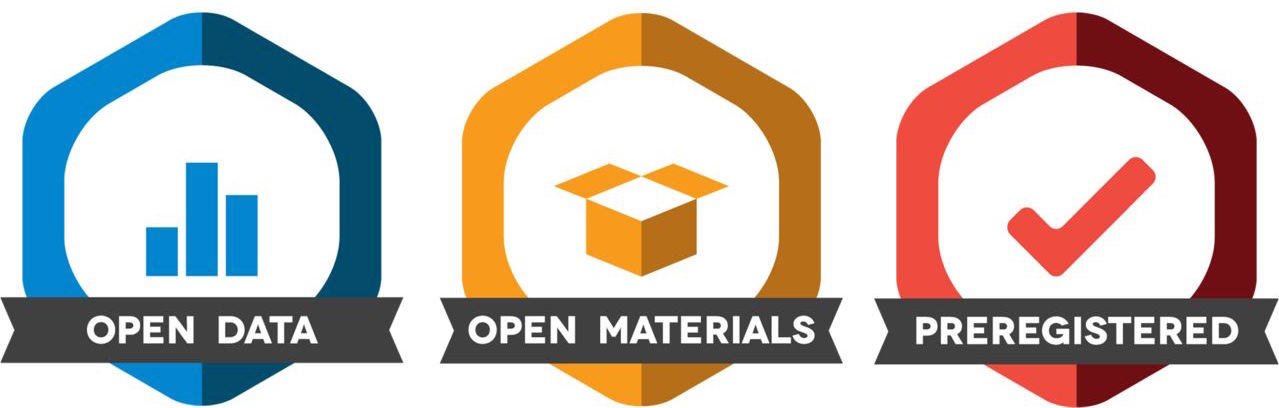 OPEN DATA
OPEN MATERIALS
PREREGISTERED